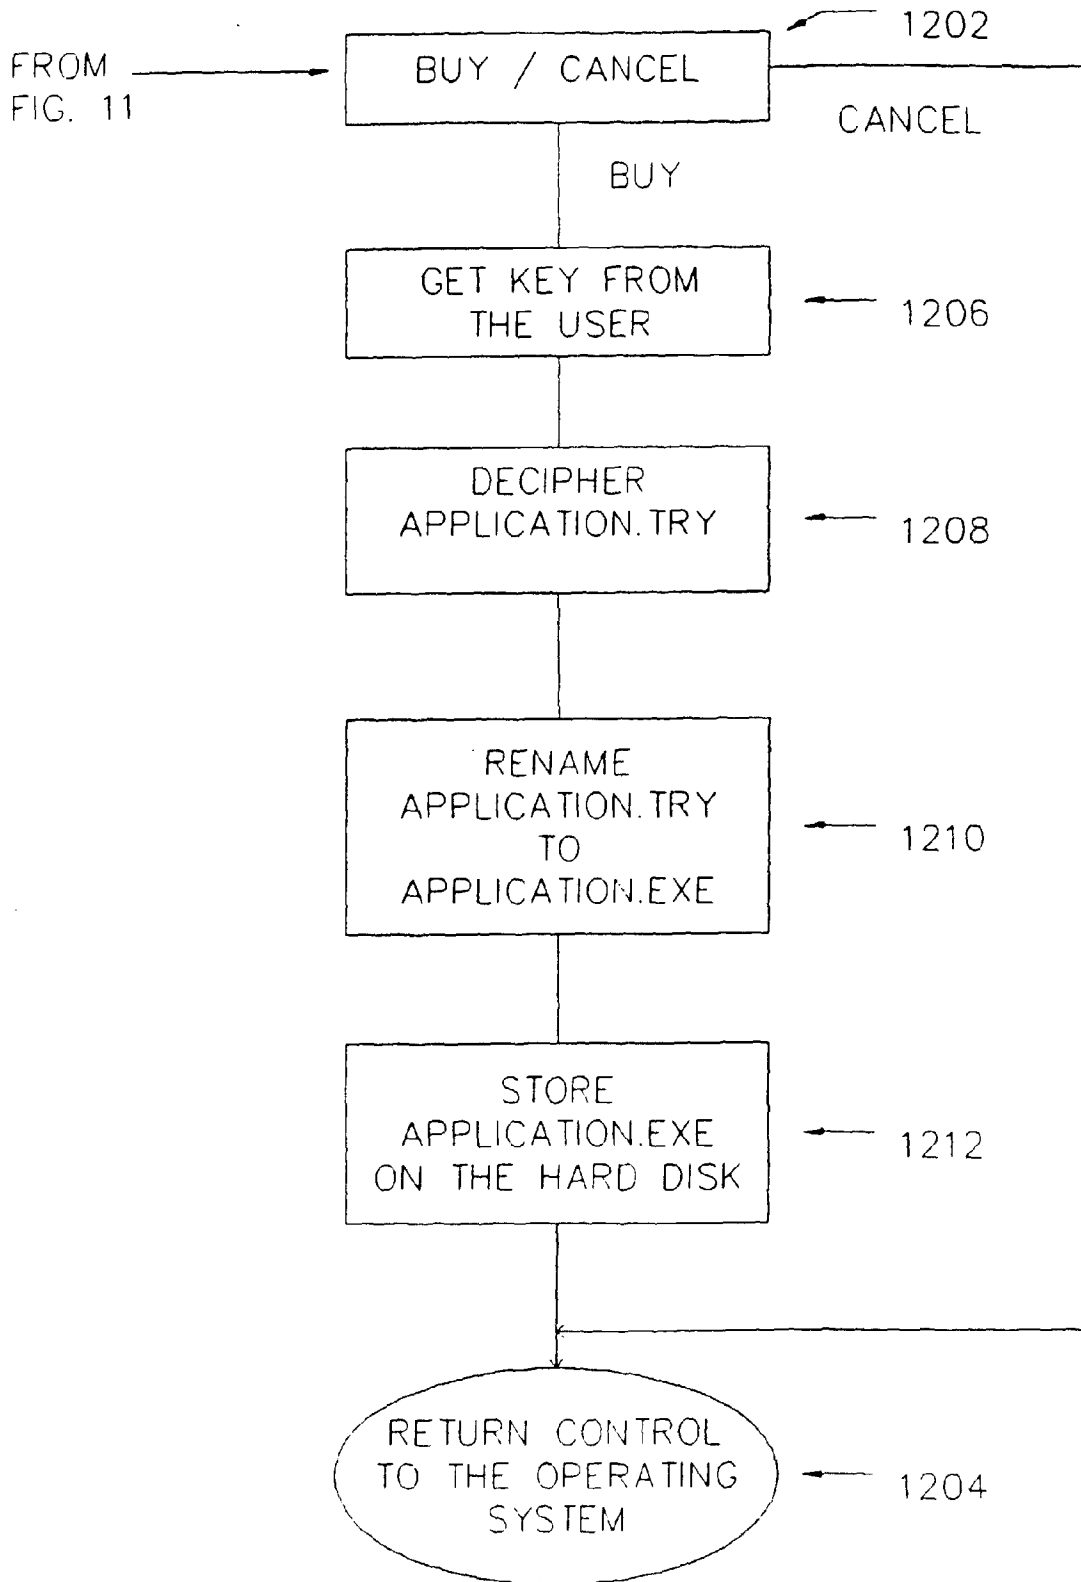 1202
FROM
FIG. 11
BUY / CANCEL
CANCEL
BUY
GET KEY FROM
THE USER
1206
DECIPHER
APPLICATION.TRY
1208
RENAME
APPLICATION.TRY
TO
APPLICATION.EXE
1210
STORE
APPLICATION.EXE
ON THE HARD DISK
1212
RETURN CONTROL
TO THE OPERATING
SYSTEM
1204